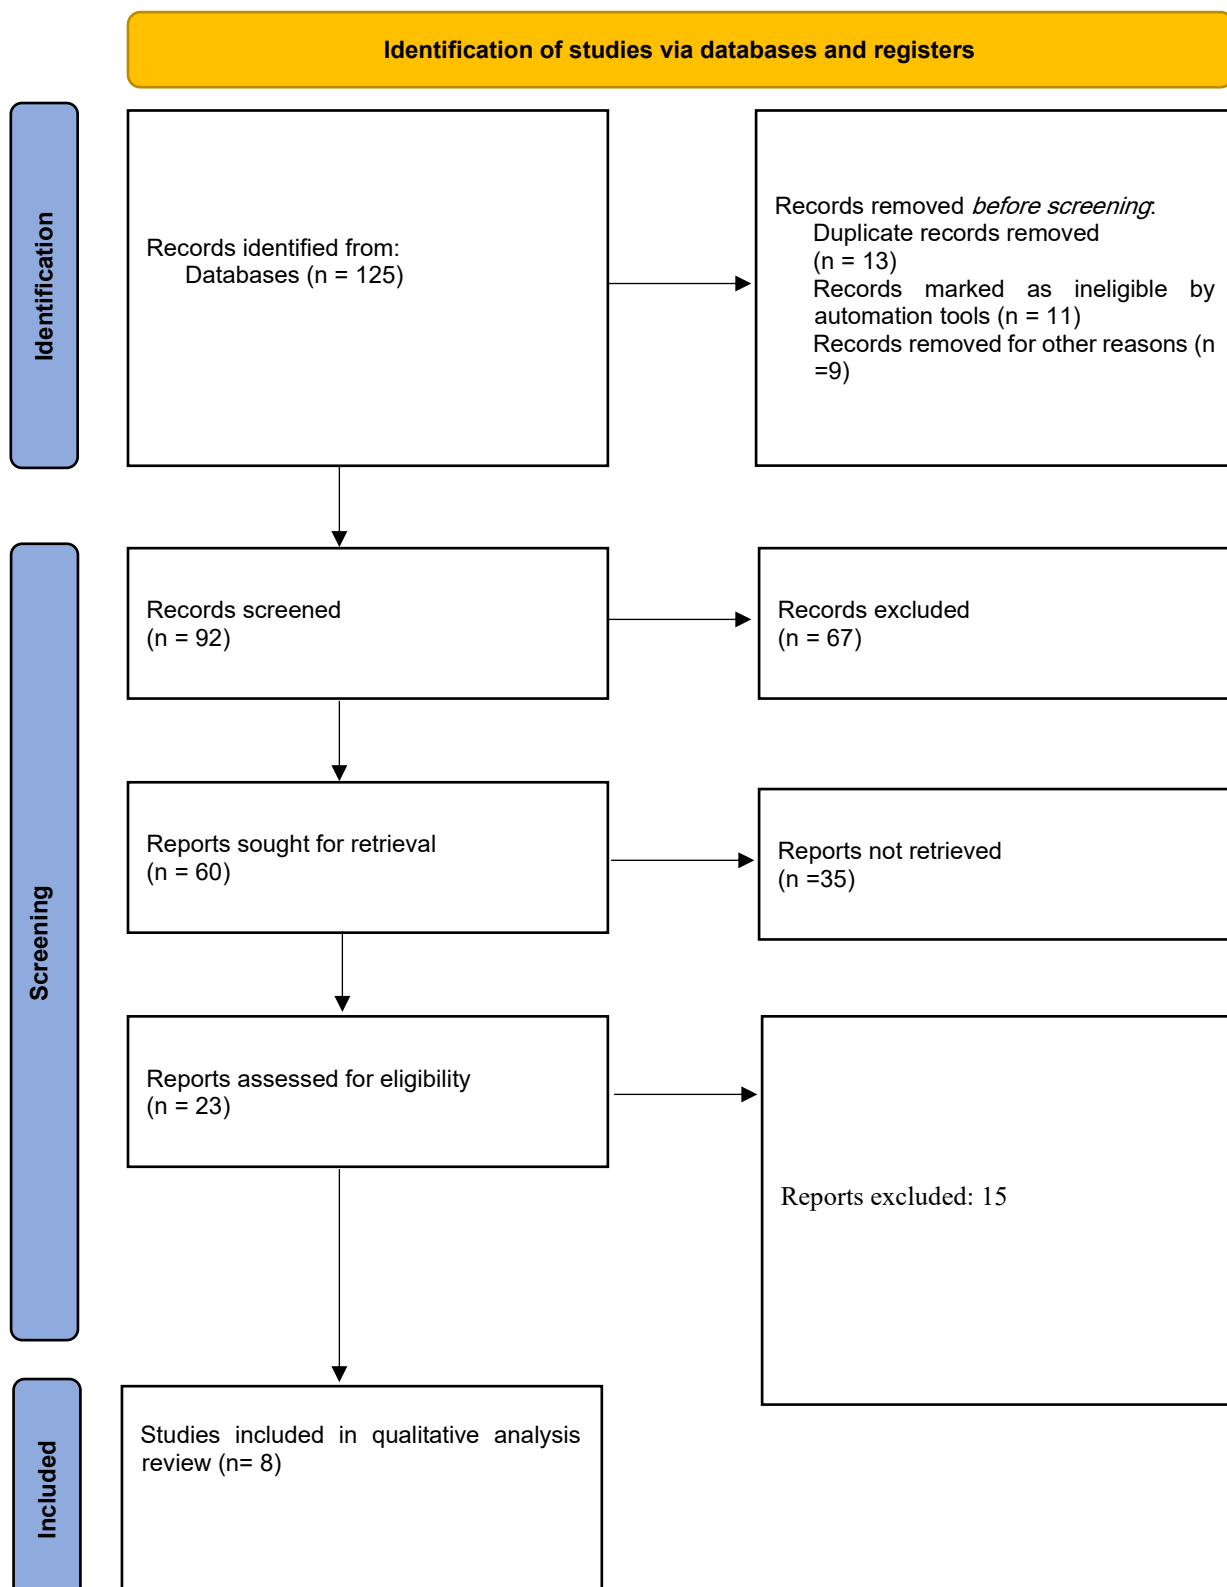 Identification of studies via databases and registers
Identification
Records identified from:
Databases (n = 125)
Records removed before screening:
Duplicate records removed
(n = 13)
Records marked as ineligible by
automation tools (n = 11)
Records removed for other reasons (n
=9)
Screening
Records screened
(n = 92)
Records excluded
(n = 67)
Reports sought for retrieval
(n = 60)
Reports not retrieved
(n =35)
Reports assessed for eligibility
(n = 23)
Reports excluded: 15
Included
Studies included in qualitative analysis
review (n= 8)